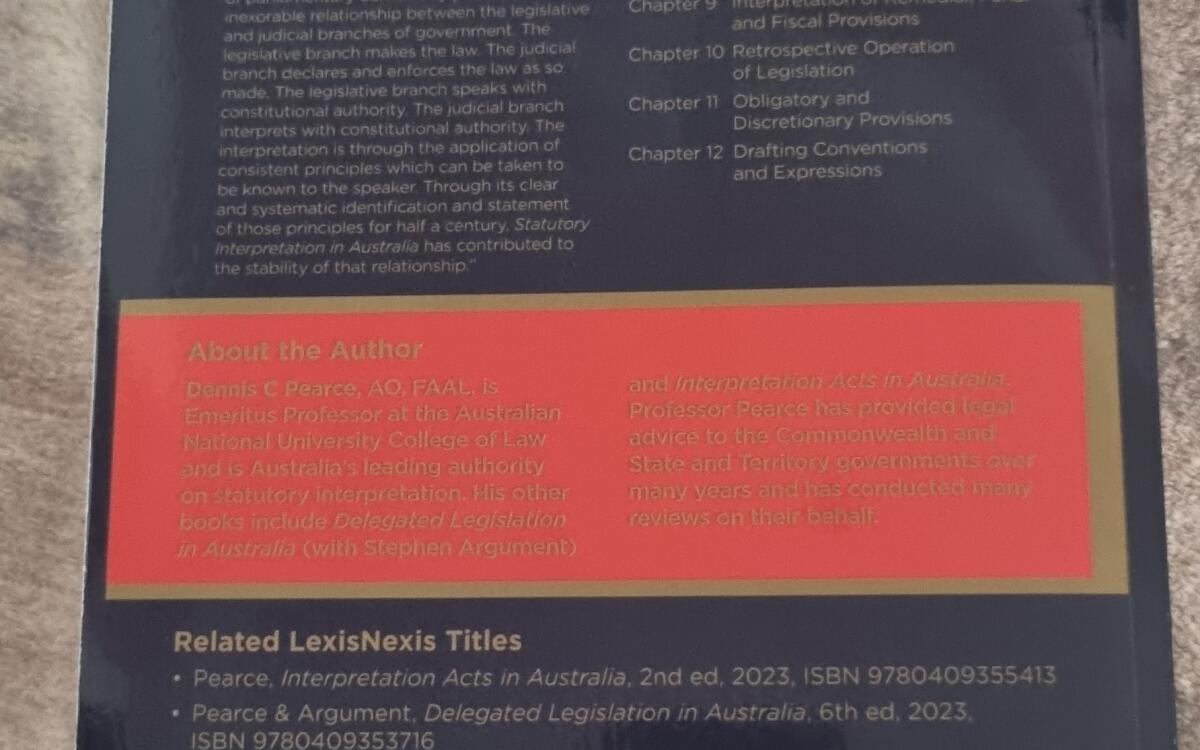 inexorable relationship between the legislative
and judicial branches of government. The
legislative branch makes the law. The judicial
branch declares and enforces the law as so
made. The legislative branch speaks with
constitutional authority. The judicial branch
interprets with constitutional authority. The
interpretation is through the application of
consistent principles which can be taken to
be known to the speaker. Through its clear
and systematic identification and statement
of those principles for half a century, Statutory
Interpretation in Australia has contributed to
the stability of that relationship."
Chapter 9 Interpretation of
and Fiscal Provisions
Chapter 10 Retrospective Operation
of Legislation
Chapter 11 Obligatory and
Discretionary Provisions
Chapter 12 Drafting Conventions
and Expressions
About the Author
Dennis C Pearce, AO, FAAL, is
Emeritus Professor at the Australian
National University College of Law
and is Australia's leading authority
on statutory interpretation. His other
books include Delegated Legislation
in Australia (with Stephen Argument)
and Interpretation Acts in Australia.
Professor Pearce has provided legal
advice to the Commonwealth and
State and Territory governments over
many years and has conducted many
reviews on their behalf.
Related LexisNexis Titles
• Pearce, Interpretation Acts in Australia, 2nd ed, 2023, ISBN 9780409355413
• Pearce & Argument, Delegated Legislation in Australia, 6th ed, 2023,
ISBN 9780409353716